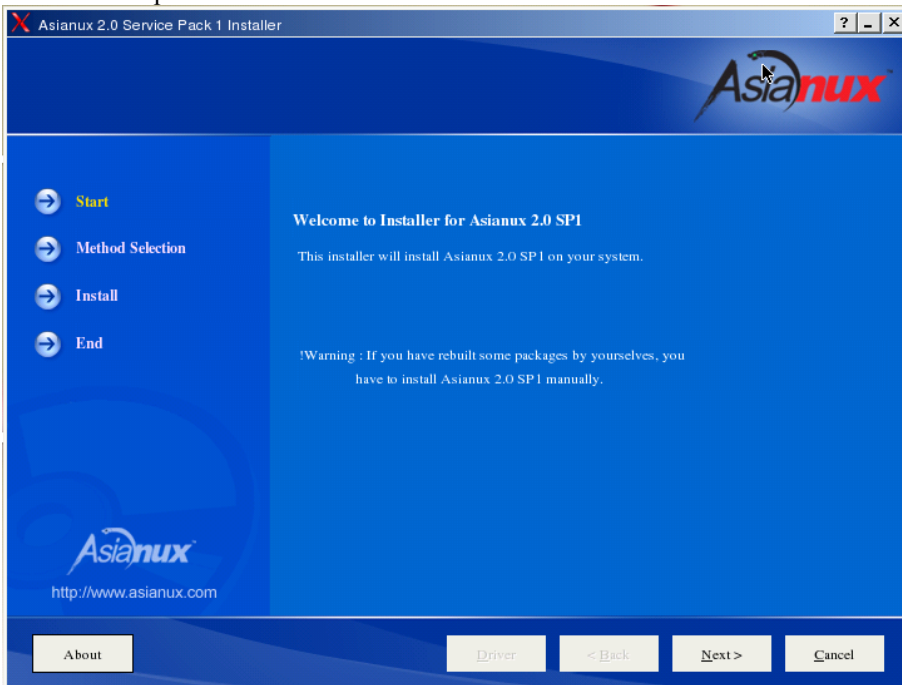 Asianux 2.0 Service Pack 1 Installer
Asianux
Start
Method Selection
Install
End
Welcome to Installer for Asianux 2.0 SP1
This installer will install Asianux 2.0 SP1 on your system.
!Warning : If you have rebuilt some packages by yourselves, you
have to install Asianux 2.0 SP1 manually.
Asianux
http://www.asianux.com
About
Driver
< Back
Next >
Cancel